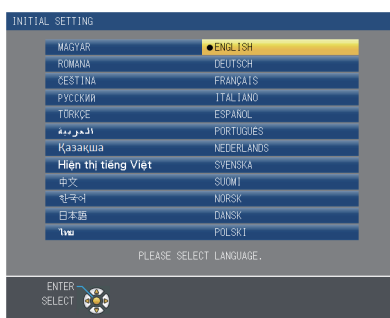 INITIAL SETTING
MAGYAR ●ENGLISH
ROMANA DEUTSCH
ČEŠTINA FRANÇAIS
РУССКИЙ ITALIANO
TÜRKÇE ESPAÑOL
العربية PORTUGUÊS
Қазақша NEDERLANDS
Hiện thị tiếng Việt SVENSKA
中文 SUOMI
한국어 NORSK
日本語 DANSK
ไทย POLSKI
PLEASE SELECT LANGUAGE.
ENTER
SELECT